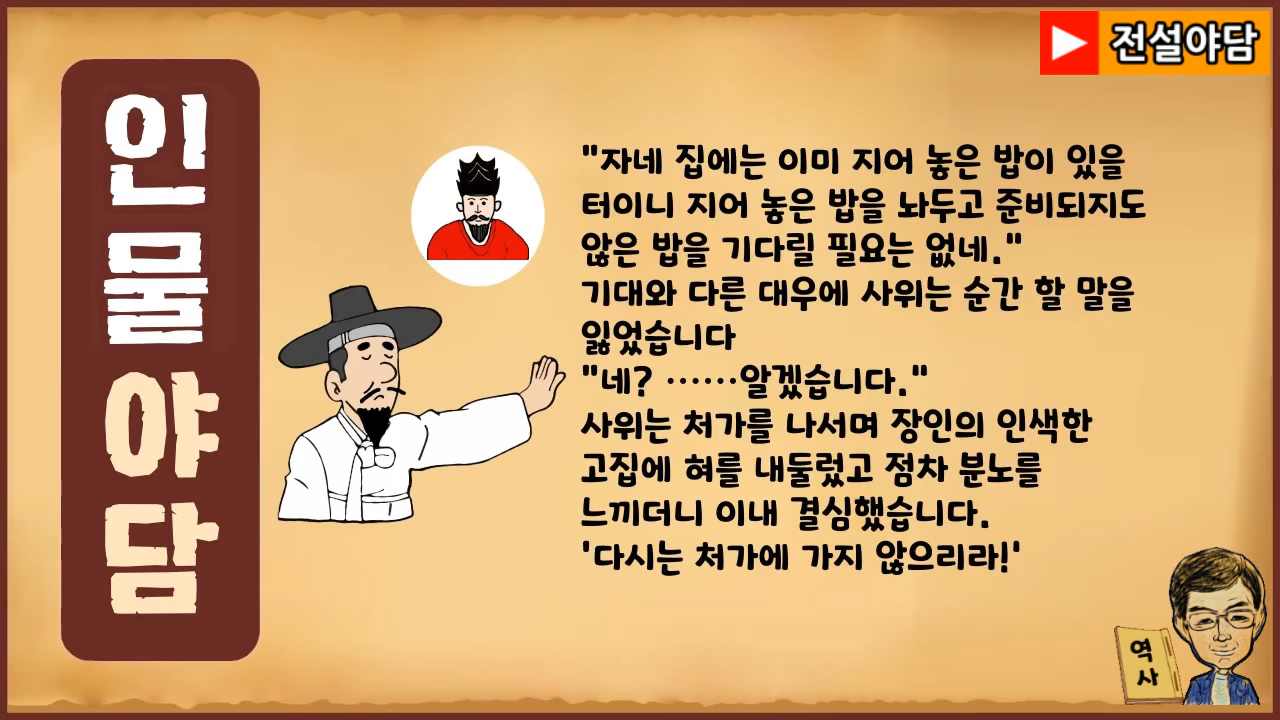 전설야담
인물야담
"자네 집에는 이미 지어 놓은 밥이 있을
터이니 지어 놓은 밥을 놔두고 준비되지도
않은 밥을 기다릴 필요는 없네."
기대와 다른 대우에 사위는 순간 할 말을
잃었습니다
"네? ……알겠습니다."
사위는 처가를 나서며 장인의 인색한
고집에 혀를 내둘렀고 점차 분노를
느끼더니 이내 결심했습니다.
'다시는 처가에 가지 않으리라!'
역사